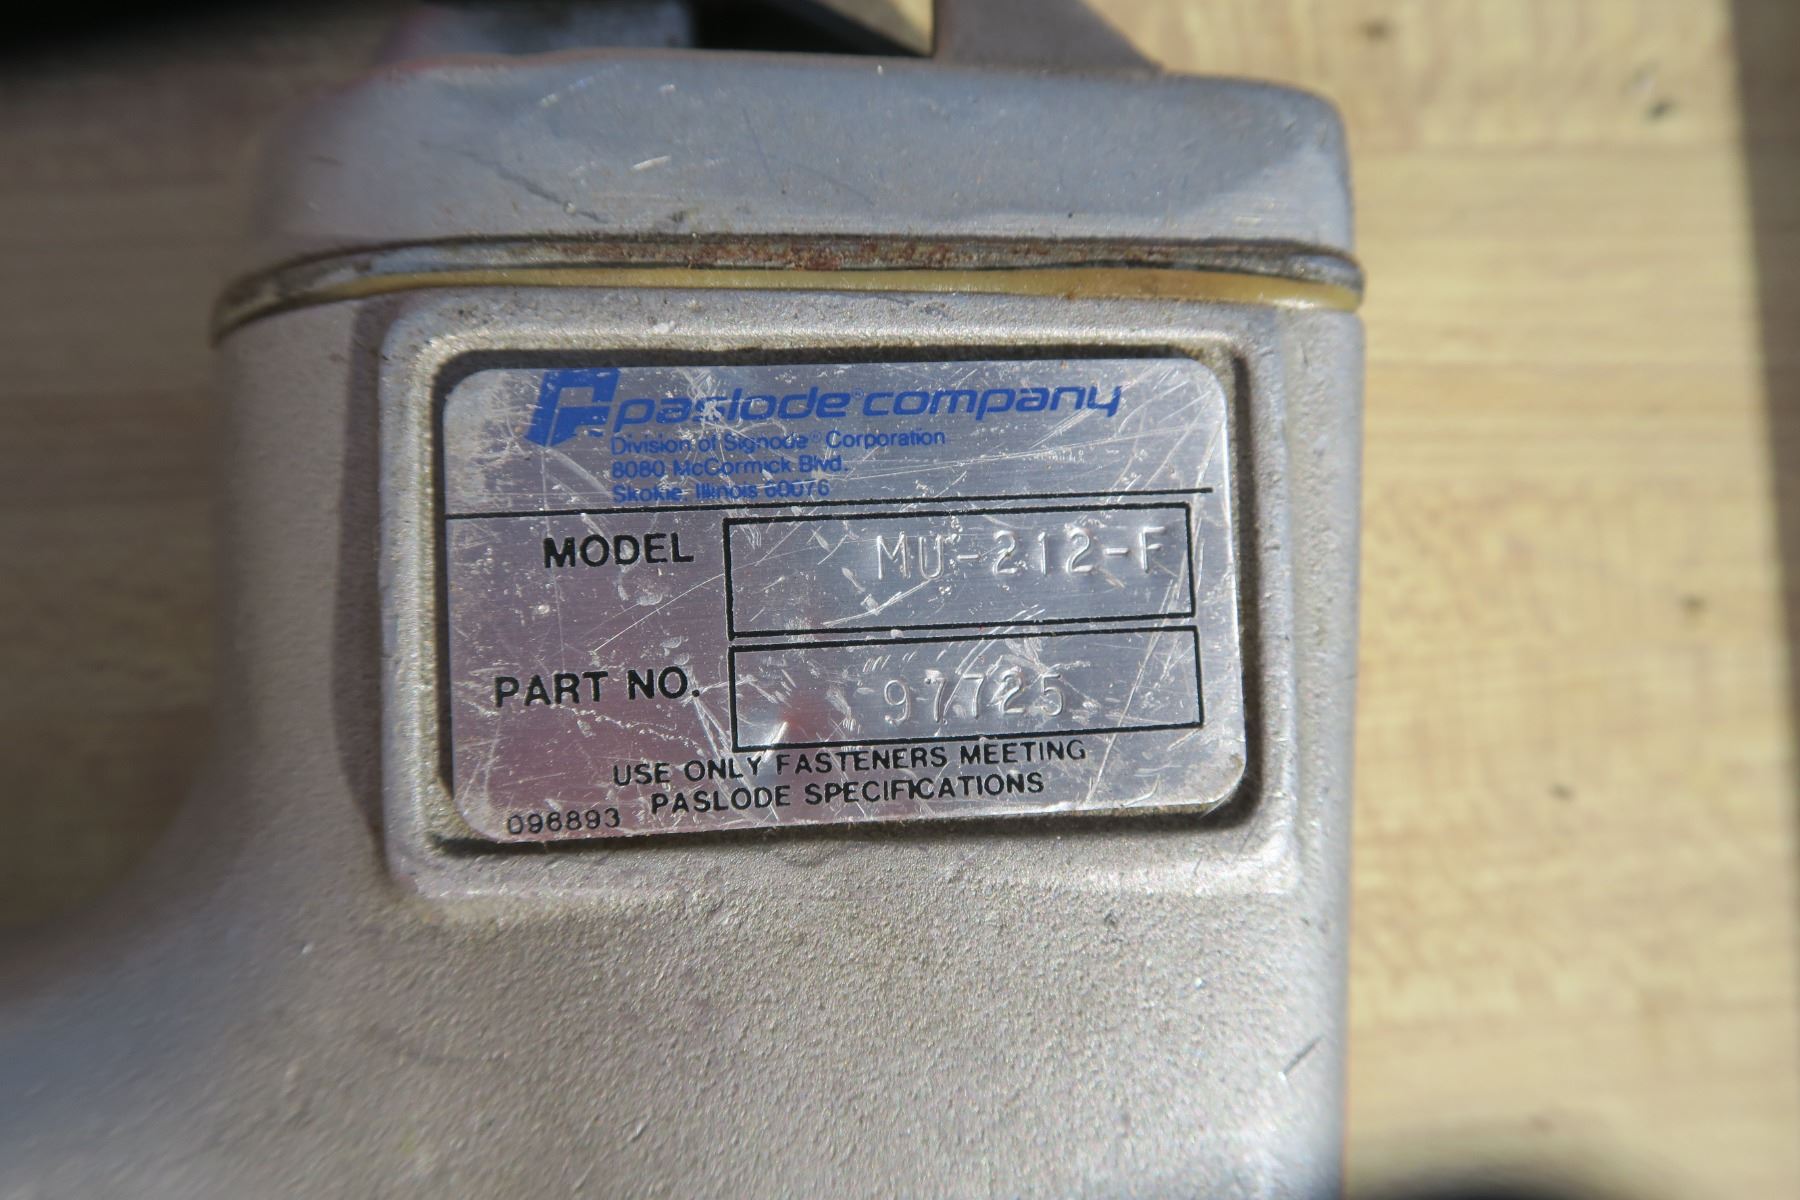 paslode® company
Division of Signode® Corporation
8080 McCormick Blvd.
Skokie, Illinois 60076
MODEL MU-212-F
PART NO. 97725
USE ONLY FASTENERS MEETING
PASLODE SPECIFICATIONS
096893